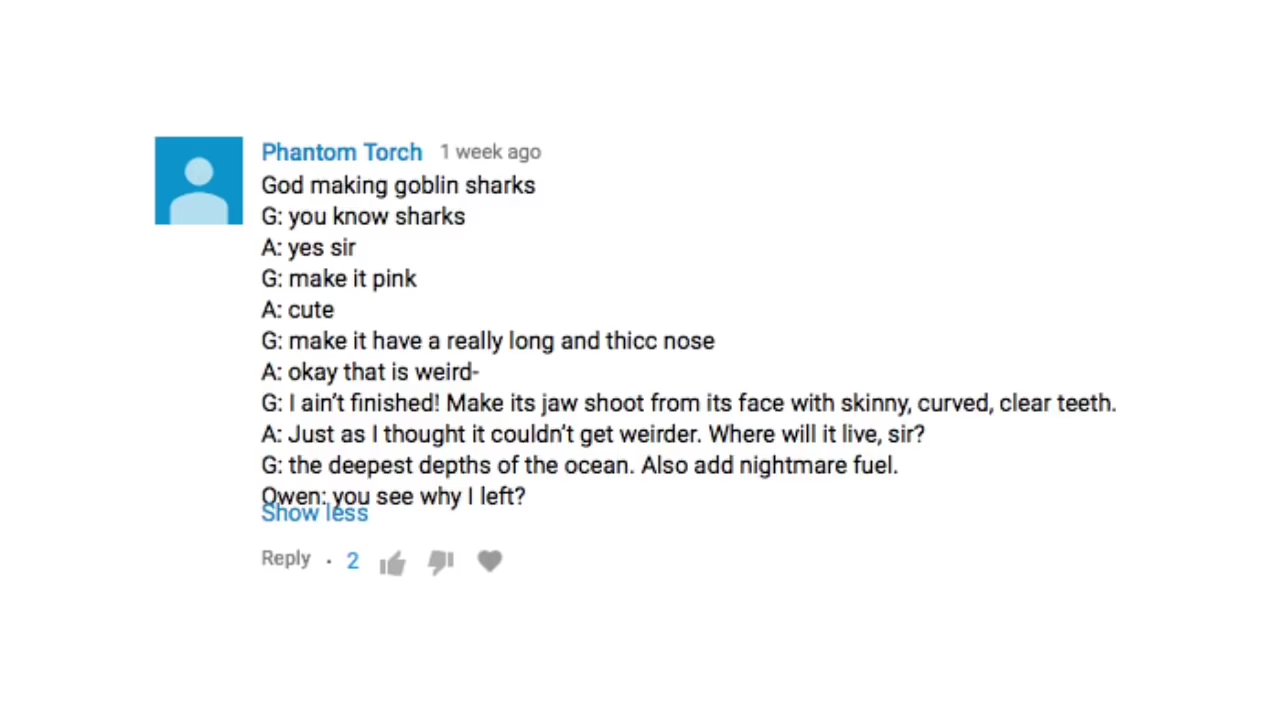 Phantom Torch 1 week ago
God making goblin sharks
G: you know sharks
A: yes sir
G: make it pink
A: cute
G: make it have a really long and thicc nose
A: okay that is weird-
G: I ain’t finished! Make its jaw shoot from its face with skinny, curved, clear teeth.
A: Just as I thought it couldn’t get weirder. Where will it live, sir?
G: the deepest depths of the ocean. Also add nightmare fuel.
Owen: you see why I left?
Show less
Reply · 2